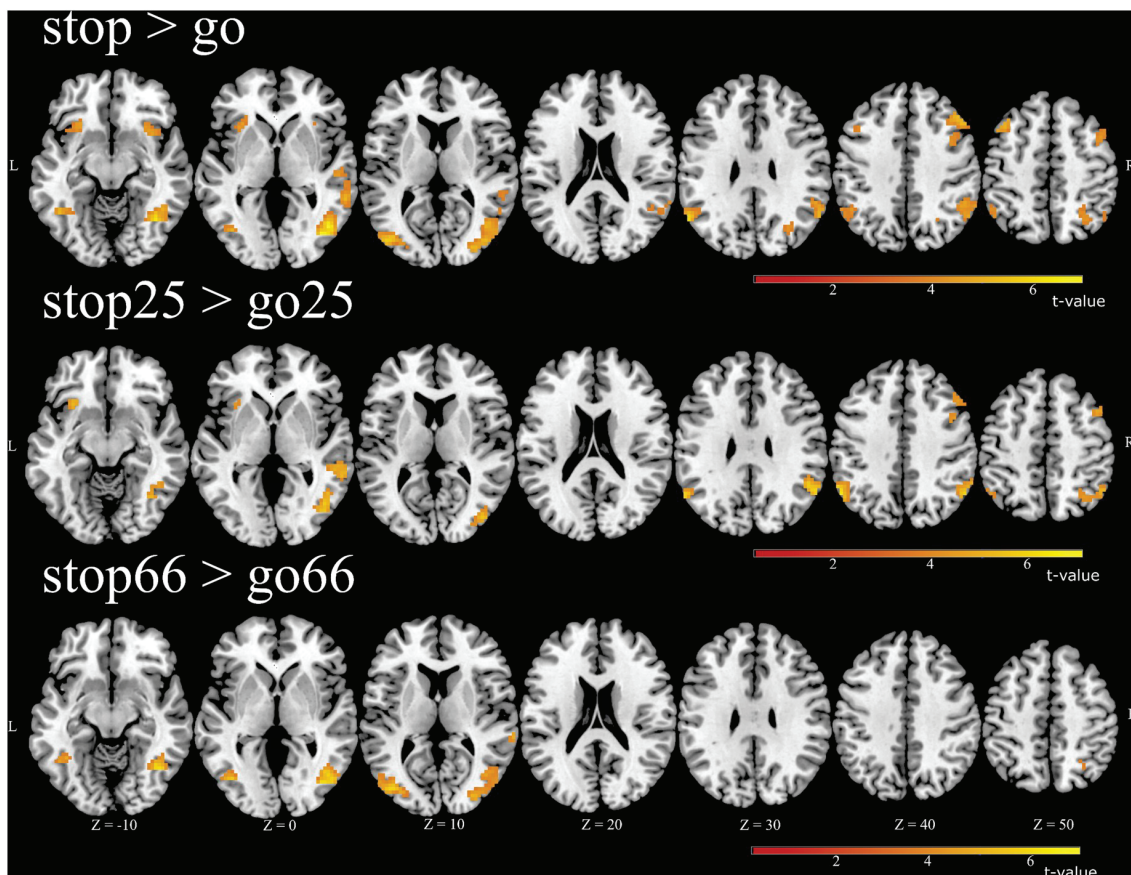 stop > go
L
R
2 4 6
t-value
stop25 > go25
L
R
2 4 6
t-value
stop66 > go66
L
Z = -10 Z = 0 Z = 10 Z = 20 Z = 30 Z = 40 Z = 50
2 4 6
t-value